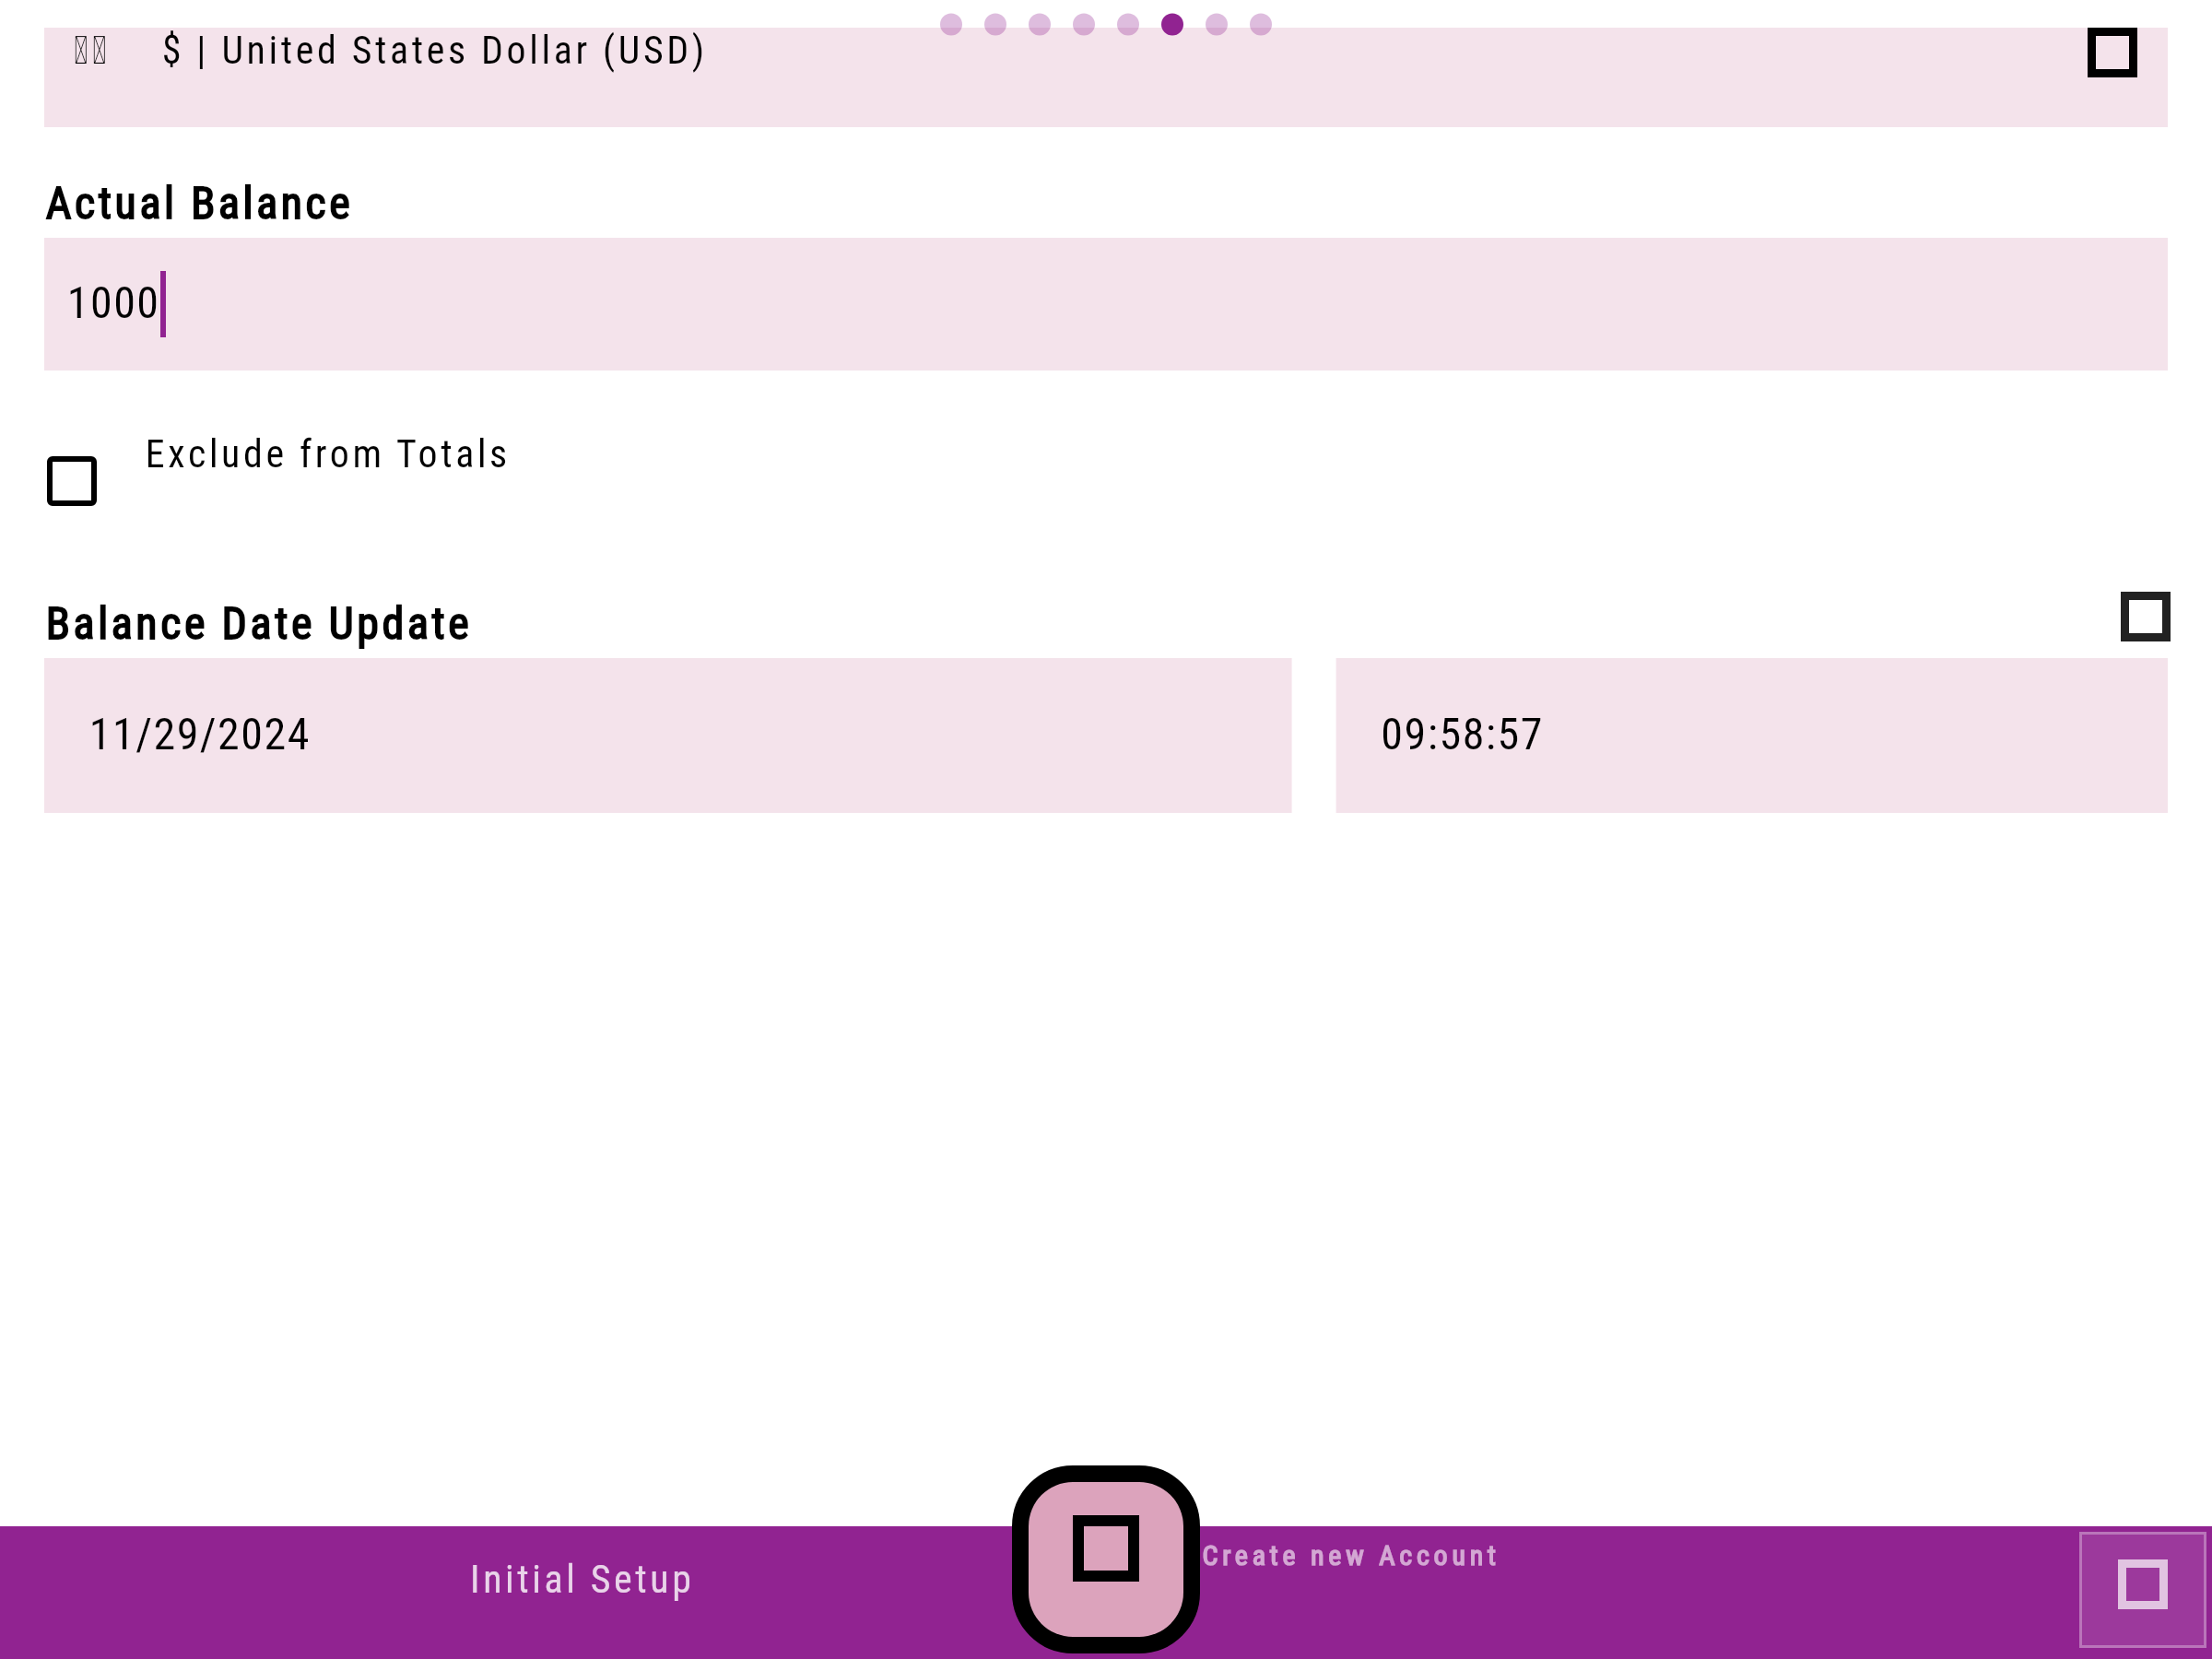 $ | United States Dollar (USD)
Actual Balance
1000
Exclude from Totals
Balance Date Update
11/29/2024
09:58:57
Initial Setup
Create new Account